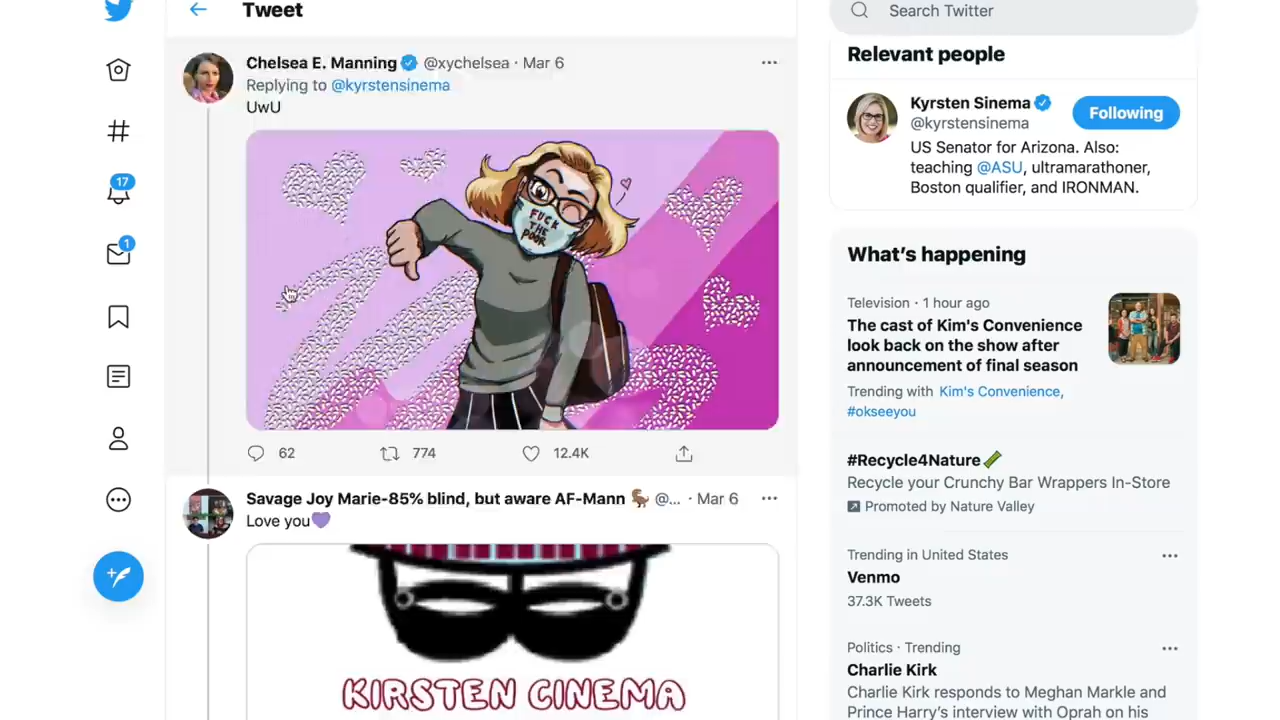 Tweet
Search Twitter
Chelsea E. Manning @xychelsea · Mar 6
Replying to @kyrstensinema
UwU
FUCK
THE
POOR
62
774
12.4K
Savage Joy Marie-85% blind, but aware AF-Mann 🦖 @... · Mar 6
Love you💜
KIRSTEN CINEMA
17
1
Relevant people
Kyrsten Sinema
@kyrstensinema
Following
US Senator for Arizona. Also:
teaching @ASU, ultramarathoner,
Boston qualifier, and IRONMAN.
What's happening
Television · 1 hour ago
The cast of Kim's Convenience
look back on the show after
announcement of final season
Trending with Kim's Convenience,
#okseeyou
#Recycle4Nature
Recycle your Crunchy Bar Wrappers In-Store
Promoted by Nature Valley
Trending in United States
Venmo
37.3K Tweets
Politics · Trending
Charlie Kirk
Charlie Kirk responds to Meghan Markle and
Prince Harry's interview with Oprah on his